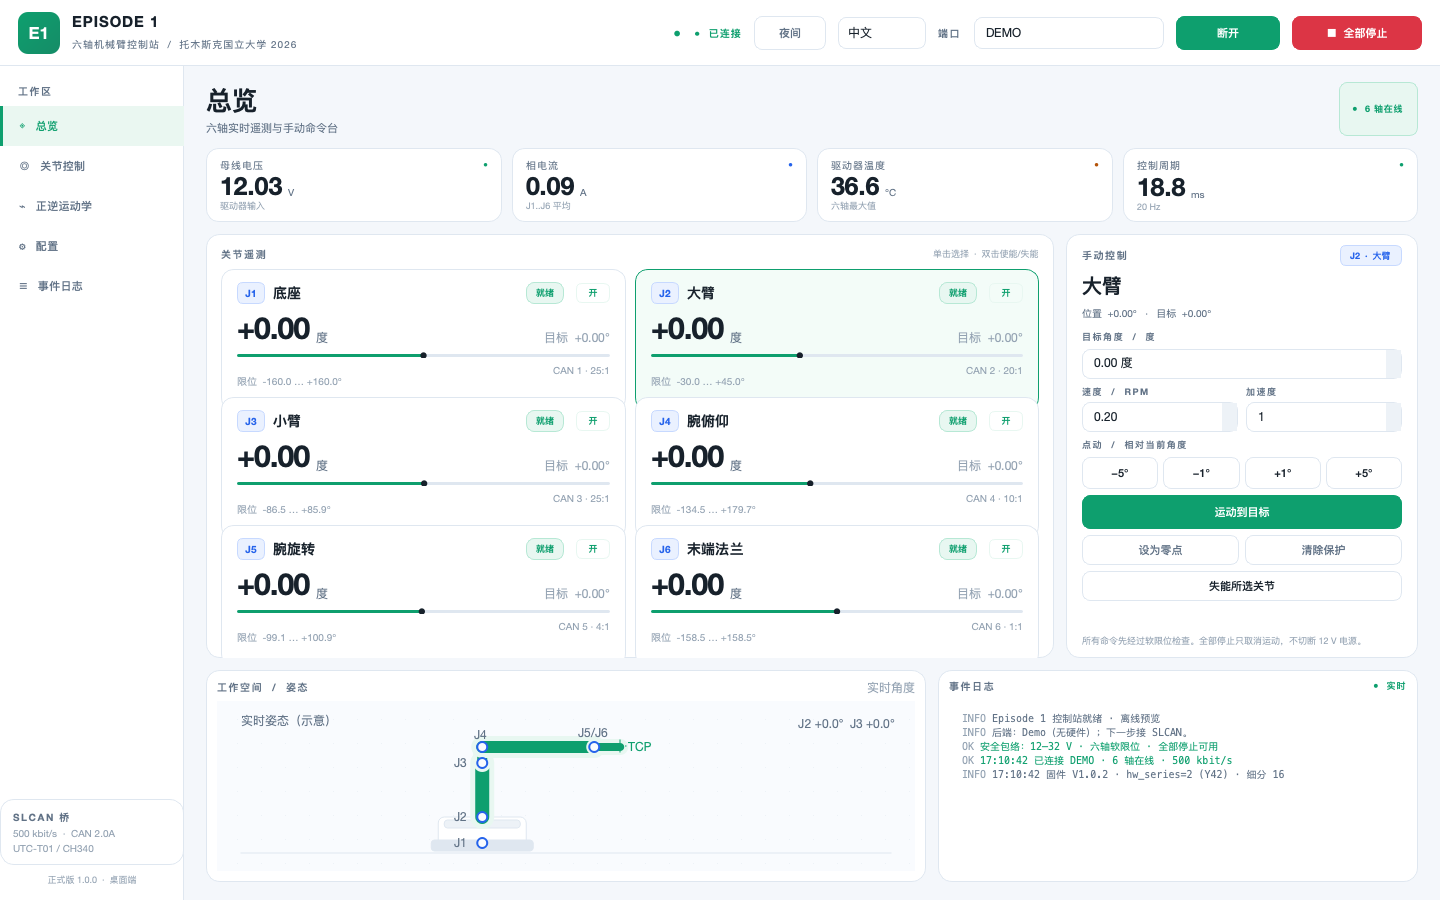 E1
EPISODE 1
六轴机械臂控制站 / 托木斯克国立大学 2026
已连接
夜间
中文
端口
DEMO
断开
全部停止
工作区
总览
关节控制
正逆运动学
配置
事件日志
SLCAN 桥
500 kbit/s · CAN 2.0A
UTC-T01 / CH340
正式版 1.0.0 · 桌面端
总览
六轴实时遥测与手动命令台
6 轴在线
母线电压
12.03 V
驱动器输入
相电流
0.09 A
J1..J6 平均
驱动器温度
36.6 °C
六轴最大值
控制周期
18.8 ms
20 Hz
关节遥测
单击选择 · 双击使能/失能
J1 底座 就绪 开
+0.00 度 目标 +0.00°
CAN 1 · 25:1
限位 -160.0 … +160.0°
J2 大臂 就绪 开
+0.00 度 目标 +0.00°
CAN 2 · 20:1
限位 -30.0 … +45.0°
J3 小臂 就绪 开
+0.00 度 目标 +0.00°
CAN 3 · 25:1
限位 -86.5 … +85.9°
J4 腕俯仰 就绪 开
+0.00 度 目标 +0.00°
CAN 4 · 10:1
限位 -134.5 … +179.7°
J5 腕旋转 就绪 开
+0.00 度 目标 +0.00°
CAN 5 · 4:1
限位 -99.1 … +100.9°
J6 末端法兰 就绪 开
+0.00 度 目标 +0.00°
CAN 6 · 1:1
限位 -158.5 … +158.5°
手动控制
J2 · 大臂
大臂
位置 +0.00° · 目标 +0.00°
目标角度 / 度
0.00 度
速度 / RPM
加速度
0.20
1
点动 / 相对当前角度
−5°
−1°
+1°
+5°
运动到目标
设为零点
清除保护
失能所选关节
所有命令先经过软限位检查。全部停止只取消运动，不切断 12 V 电源。
工作空间 / 姿态
实时角度
实时姿态（示意）
J2 +0.0° J3 +0.0°
J4
J5/J6
TCP
J3
J2
J1
事件日志
实时
INFO Episode 1 控制站就绪 · 离线预览
INFO 后端：Demo（无硬件）；下一步接 SLCAN。
OK 安全包络：12–32 V · 六轴软限位 · 全部停止可用
OK 17:10:42 已连接 DEMO · 6 轴在线 · 500 kbit/s
INFO 17:10:42 固件 V1.0.2 · hw_series=2 (Y42) · 细分 16